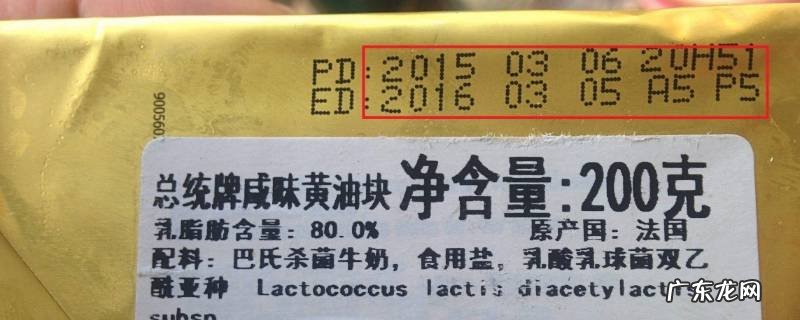 PD:2015 03 06 20H51
ED:2016 03 05 A5 P5
900560
总统牌咸味黄油块 净含量:200克
乳脂肪含量: 80.0% 原产国: 法国
配料: 巴氏杀菌牛奶, 食用盐, 乳酸乳球菌双乙
酰亚种 Lactococcus lactis diacetylactis
subsp
广东龙网